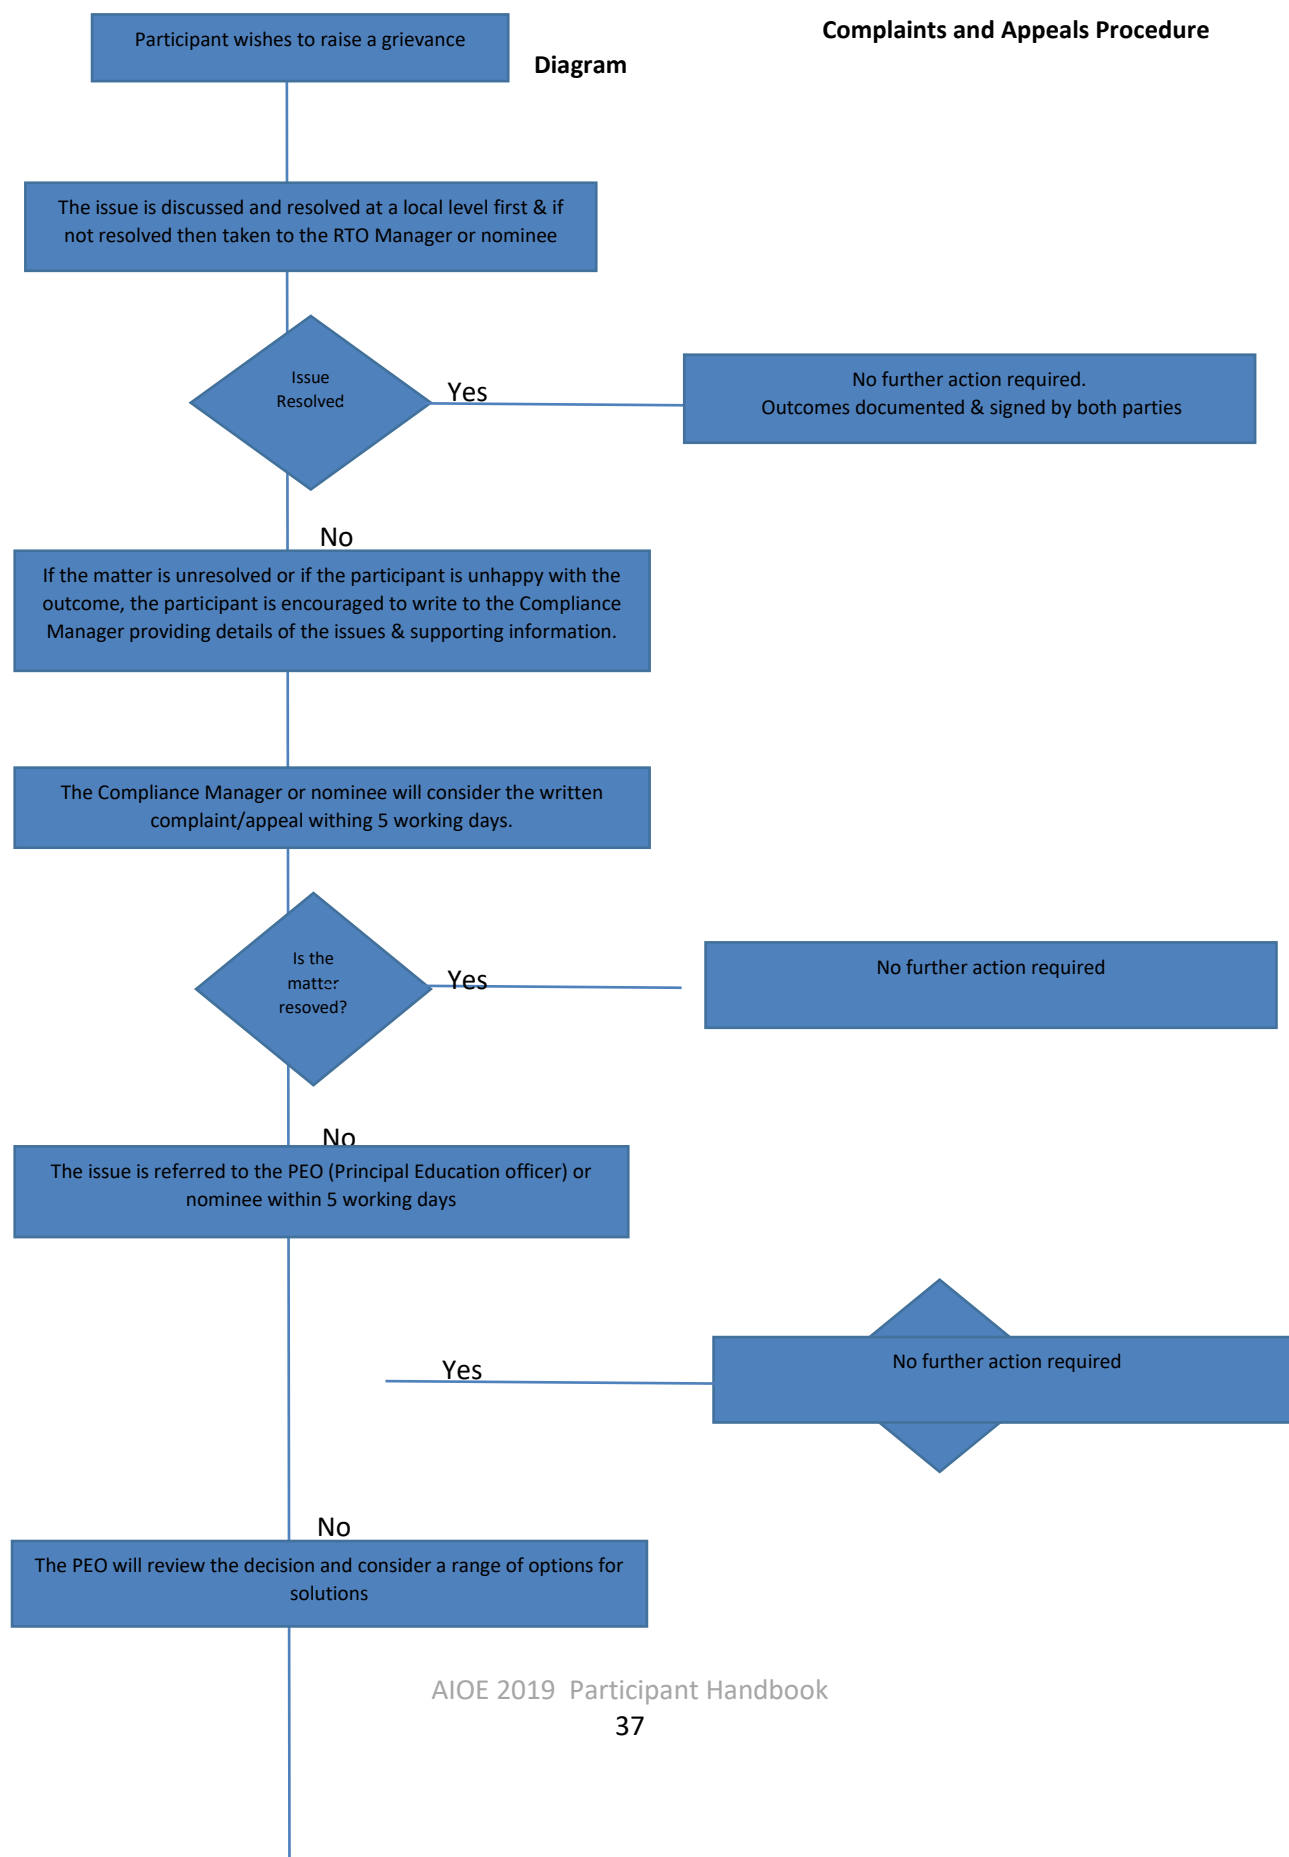 Complaints and Appeals Procedure
Diagram
Participant wishes to raise a grievance
The issue is discussed and resolved at a local level first & if
not resolved then taken to the RTO Manager or nominee
Issue
Resolved
Yes
No further action required.
Outcomes documented & signed by both parties
No
If the matter is unresolved or if the participant is unhappy with the
outcome, the participant is encouraged to write to the Compliance
Manager providing details of the issues & supporting information.
The Compliance Manager or nominee will consider the written
complaint/appeal withing 5 working days.
Is the
matter
resoved?
Yes
No further action required
No
The issue is referred to the PEO (Principal Education officer) or
nominee within 5 working days
Yes
No further action required
No
The PEO will review the decision and consider a range of options for
solutions
AIOE 2019 Participant Handbook
37